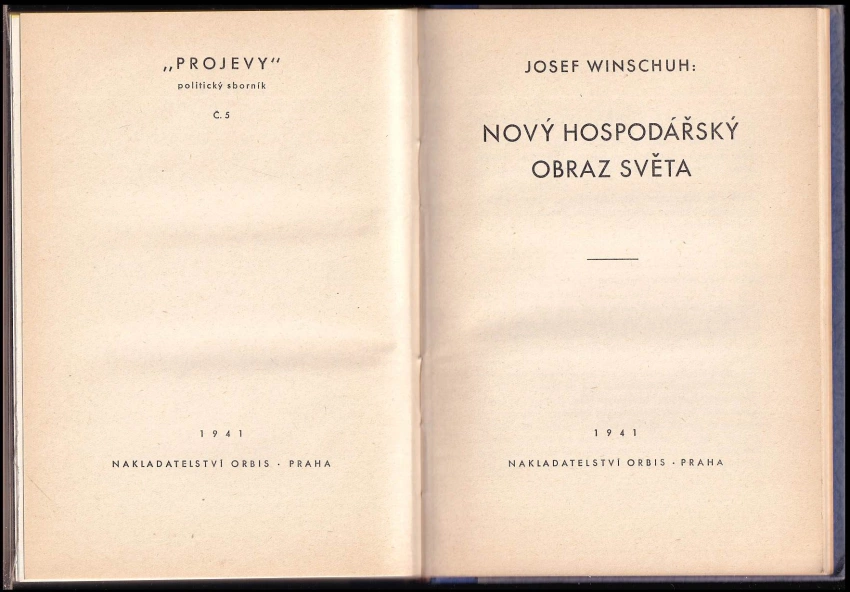 „PROJEVY“
politický sborník
Č. 5
1941
NAKLADATELSTVÍ ORBIS · PRAHA
JOSEF WINSCHUH:
NOVÝ HOSPODÁŘSKÝ
OBRAZ SVĚTA
1941
NAKLADATELSTVÍ ORBIS · PRAHA